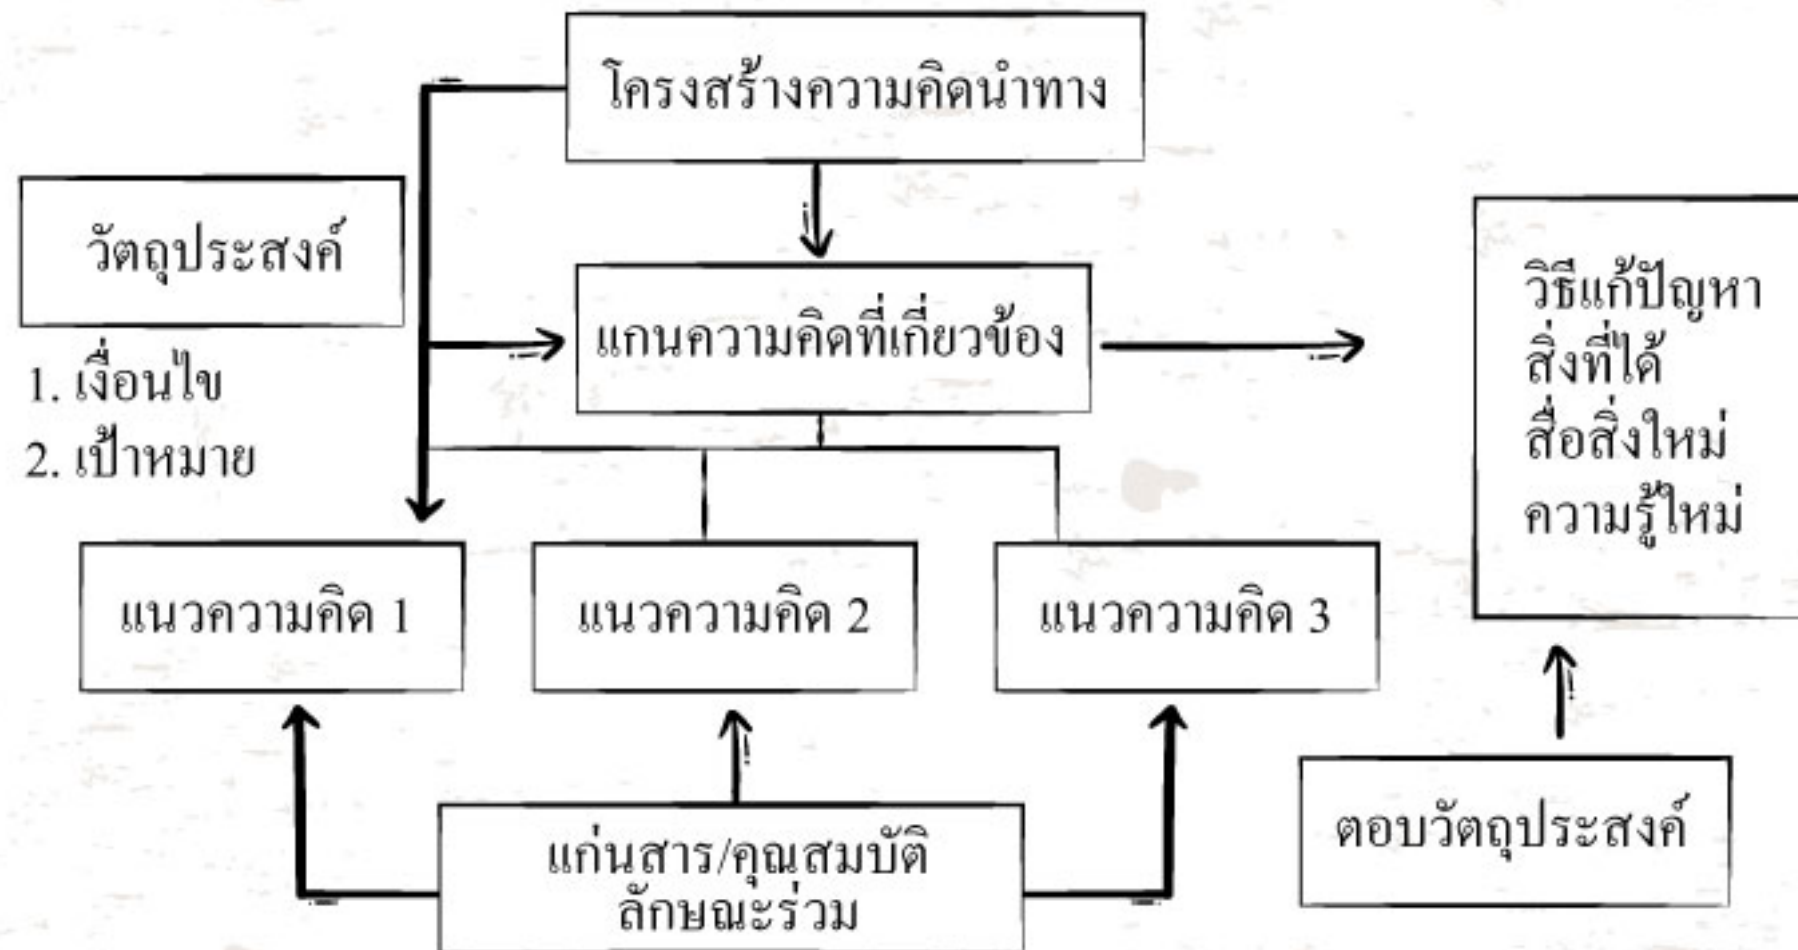 โครงสร้างความคิดนำทาง
วัตถุประสงค์
1. เงื่อนไข
2. เป้าหมาย
แกนความคิดที่เกี่ยวข้อง
วิธีแก้ปัญหา
สิ่งที่ได้
สื่อสิ่งใหม่
ความรู้ใหม่
แนวความคิด 1
แนวความคิด 2
แนวความคิด 3
แก่นสาร/คุณสมบัติ
ลักษณะร่วม
ตอบวัตถุประสงค์